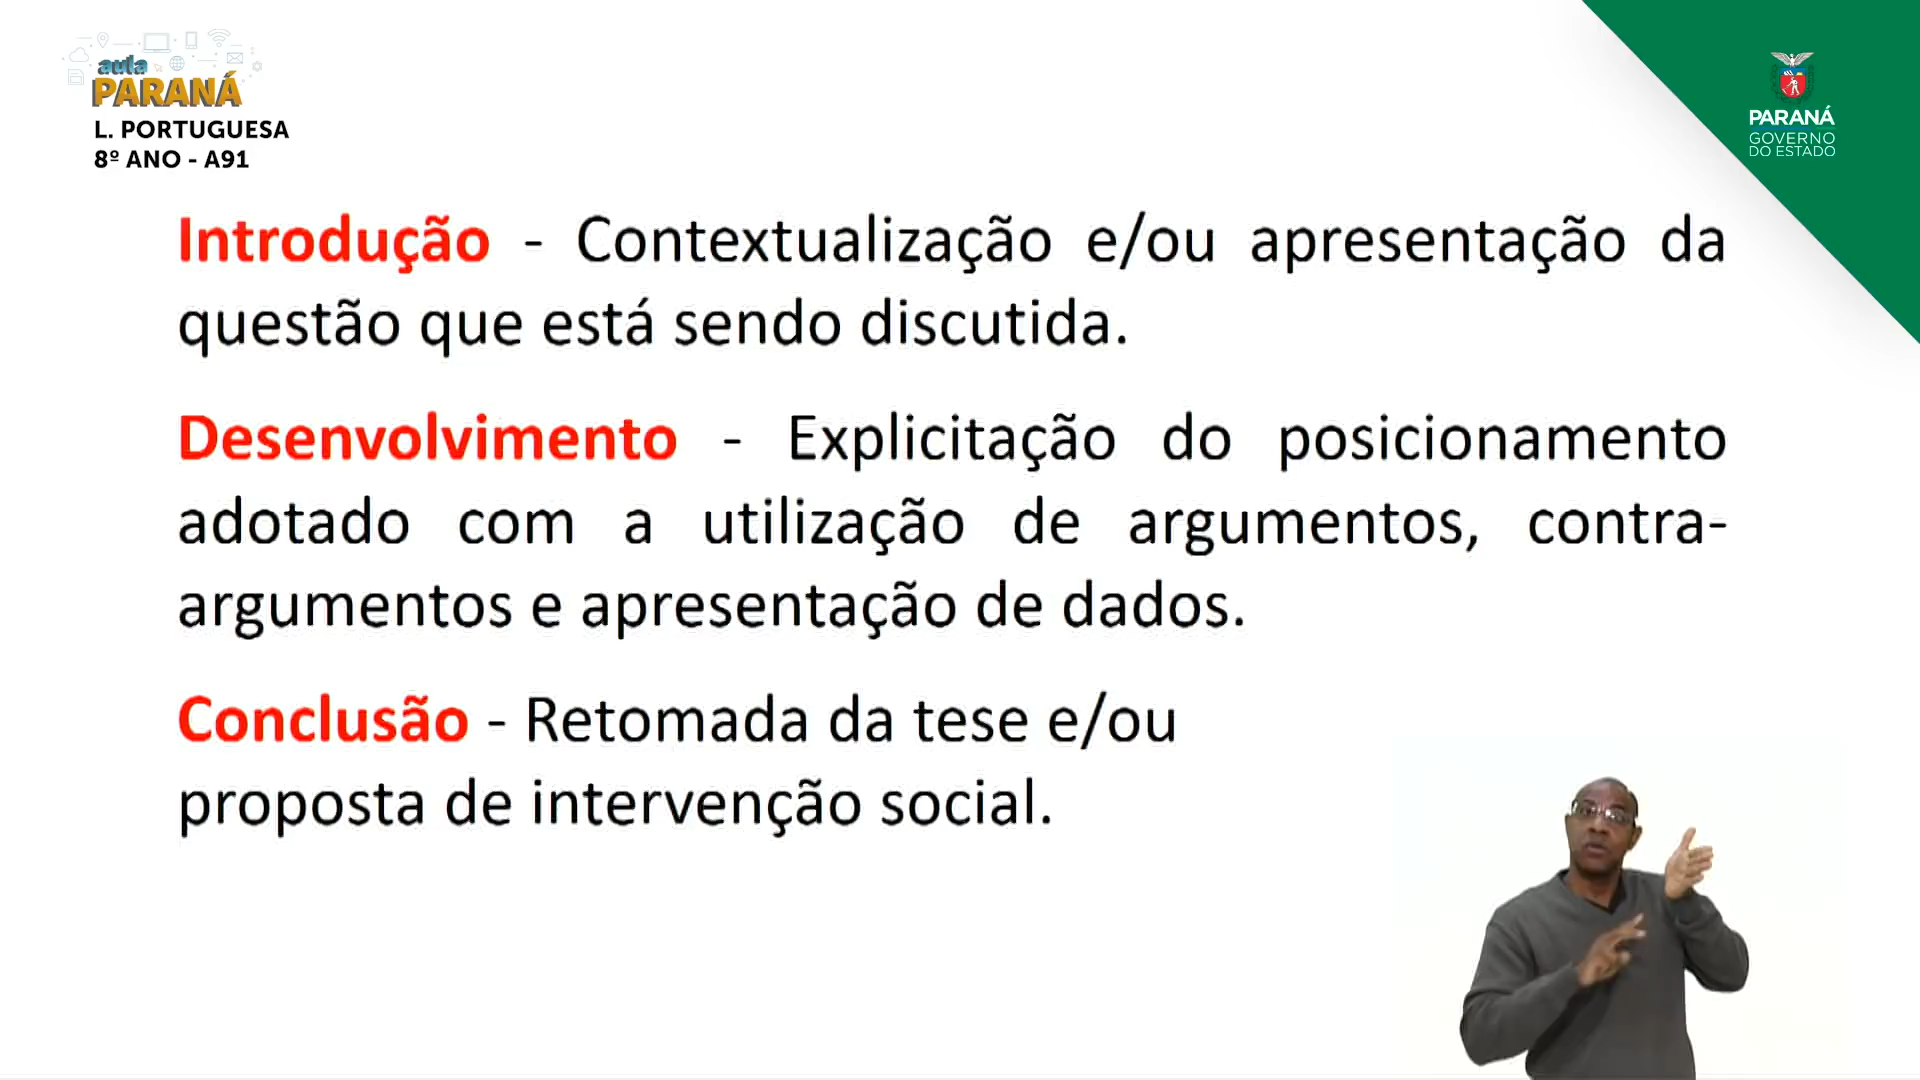 aula
PARANÁ
L. PORTUGUESA
8º ANO - A91
PARANÁ
GOVERNO
DO ESTADO
Introdução - Contextualização e/ou apresentação da
questão que está sendo discutida.
Desenvolvimento - Explicitação do posicionamento
adotado com a utilização de argumentos, contra-
argumentos e apresentação de dados.
Conclusão - Retomada da tese e/ou
proposta de intervenção social.